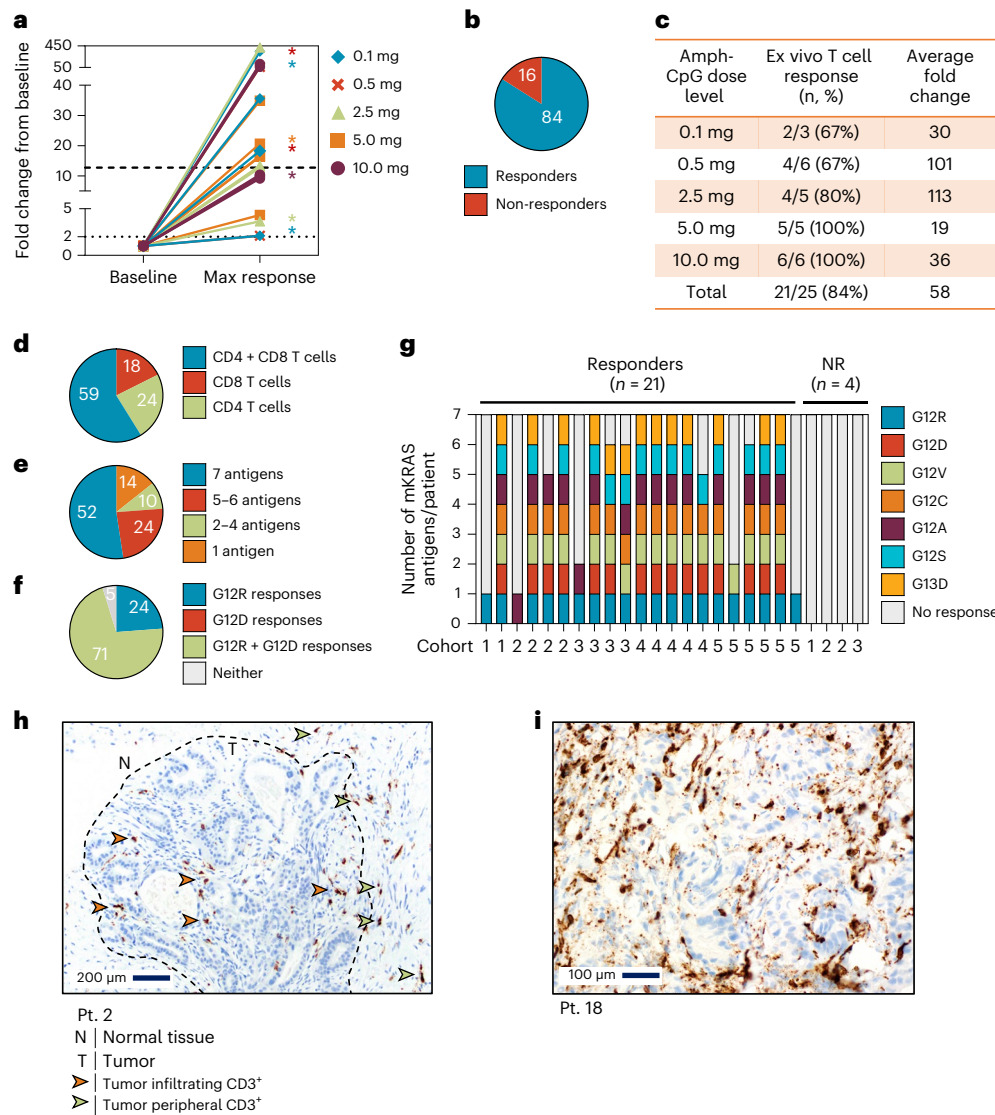 a
Fold change from baseline
450
50
40
30
20
10
5
2
0
*
*
*
*
*
*
*
Baseline
Max response
0.1 mg
0.5 mg
2.5 mg
5.0 mg
10.0 mg
b
16
84
Responders
Non-responders
c
Amph-CpG dose level
Ex vivo T cell response (n, %)
Average fold change
0.1 mg 2/3 (67%) 30
0.5 mg 4/6 (67%) 101
2.5 mg 4/5 (80%) 113
5.0 mg 5/5 (100%) 19
10.0 mg 6/6 (100%) 36
Total 21/25 (84%) 58
d
18
59
24
CD4 + CD8 T cells
CD8 T cells
CD4 T cells
e
14
10
52
24
7 antigens
5–6 antigens
2–4 antigens
1 antigen
f
5
24
71
G12R responses
G12D responses
G12R + G12D responses
Neither
g
Responders
(n = 21)
NR
(n = 4)
Number of mKRAS
antigens/patient
7
6
5
4
3
2
1
0
Cohort 1 1 2 2 2 2 3 3 3 3 4 4 4 4 4 5 5 5 5 5 5 1 2 2 3
G12R
G12D
G12V
G12C
G12A
G12S
G13D
No response
h
N
T
200 µm
Pt. 2
N | Normal tissue
T | Tumor
Tumor infiltrating CD3+
Tumor peripheral CD3+
i
100 µm
Pt. 18